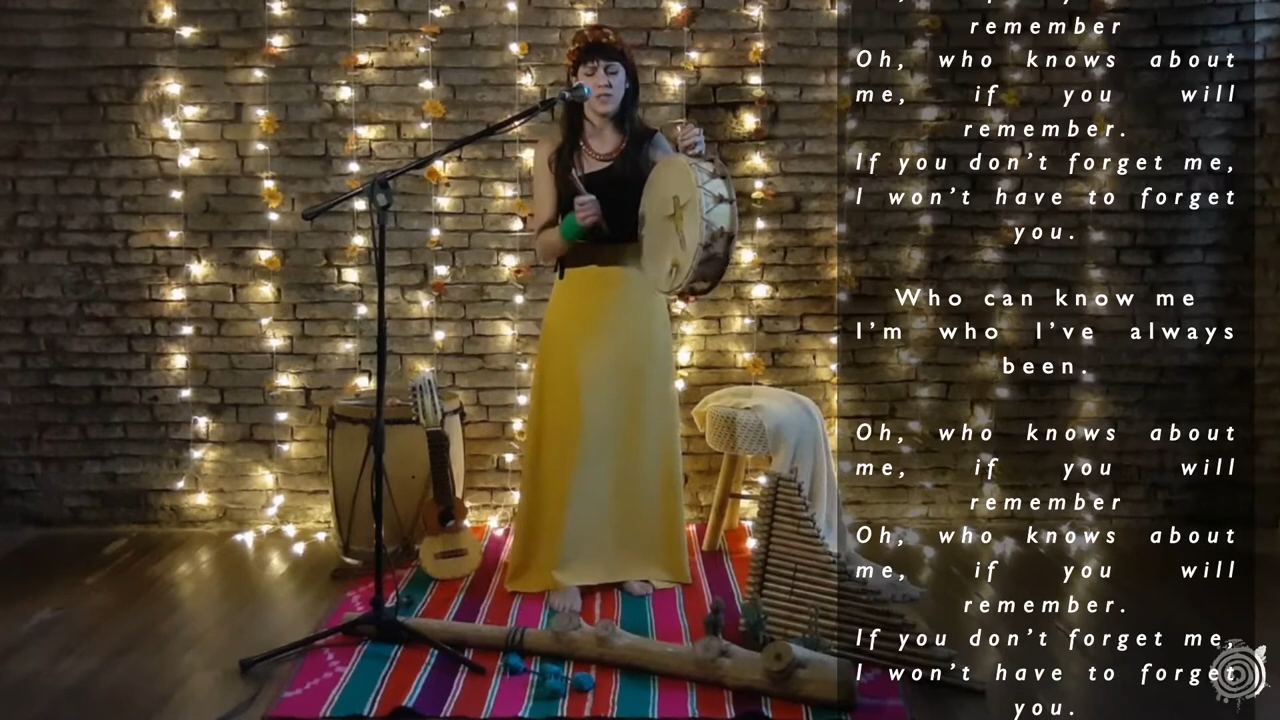 remember
Oh, who knows about
me, if you will
remember.
If you don't forget me,
I won't have to forget
you.
Who can know me
I'm who I've always
been.
Oh, who knows about
me, if you will
remember
Oh, who knows about
me, if you will
remember.
If you don't forget me,
I won't have to forget
you.